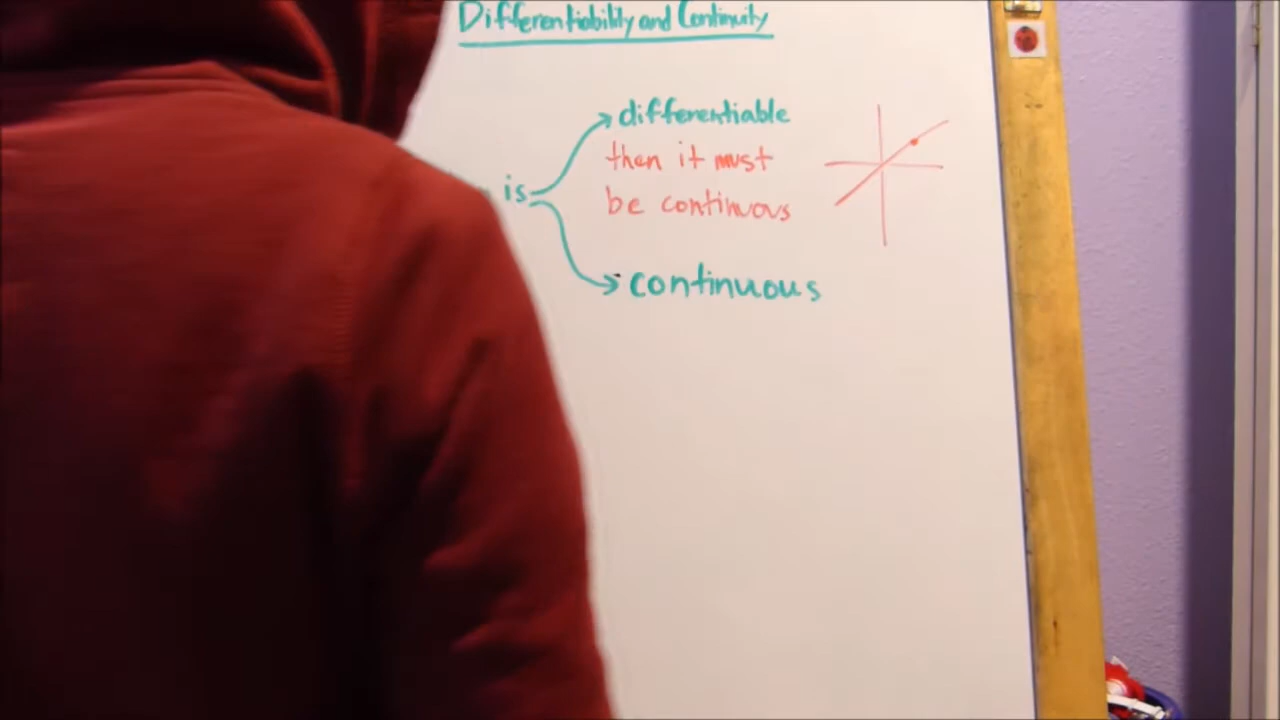 Differentiability and Continuity
differentiable
then it must
is
be continuous
continuous